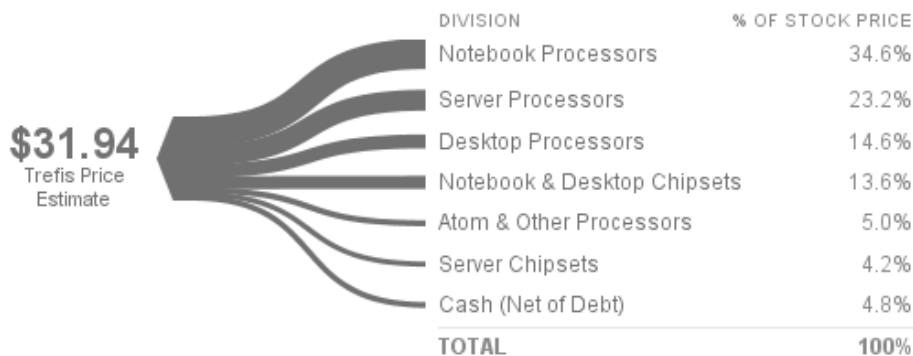 DIVISION % OF STOCK PRICE
Notebook Processors 34.6%
Server Processors 23.2%
Desktop Processors 14.6%
Notebook & Desktop Chipsets 13.6%
Atom & Other Processors 5.0%
Server Chipsets 4.2%
Cash (Net of Debt) 4.8%
TOTAL 100%
$31.94
Trefis Price
Estimate